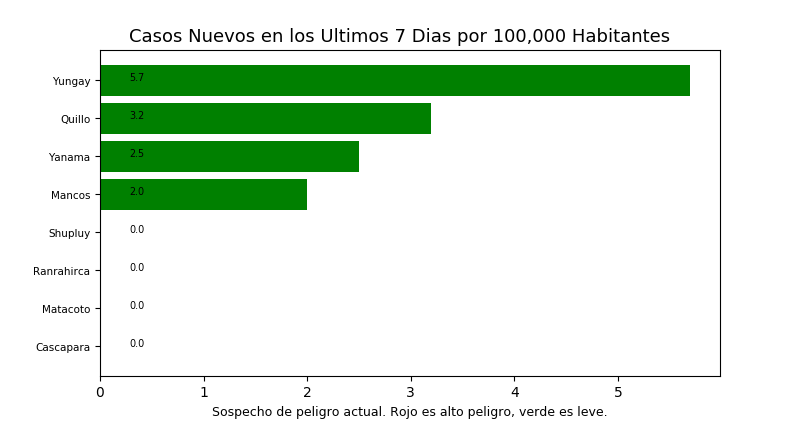 Casos Nuevos en los Ultimos 7 Dias por 100,000 Habitantes
Yungay 5.7
Quillo 3.2
Yanama 2.5
Mancos 2.0
Shupluy 0.0
Ranrahirca 0.0
Matacoto 0.0
Cascapara 0.0
0 1 2 3 4 5
Sospecho de peligro actual. Rojo es alto peligro, verde es leve.